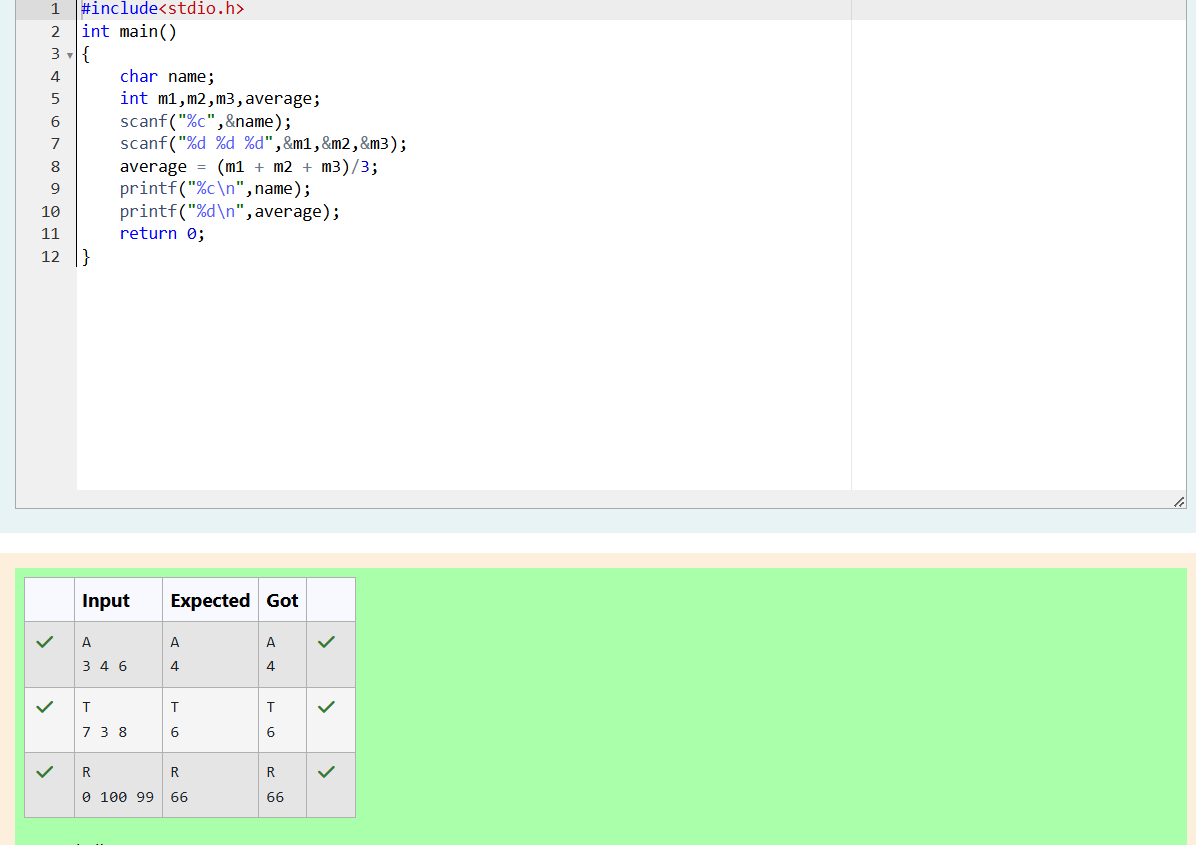 1 #include<stdio.h>
2 int main()
3 {
4 char name;
5 int m1,m2,m3,average;
6 scanf("%c",&name);
7 scanf("%d %d %d",&m1,&m2,&m3);
8 average = (m1 + m2 + m3)/3;
9 printf("%c\n",name);
10 printf("%d\n",average);
11 return 0;
12 }
Input Expected Got
A A A
3 4 6 4 4
T T T
7 3 8 6 6
R R R
0 100 99 66 66